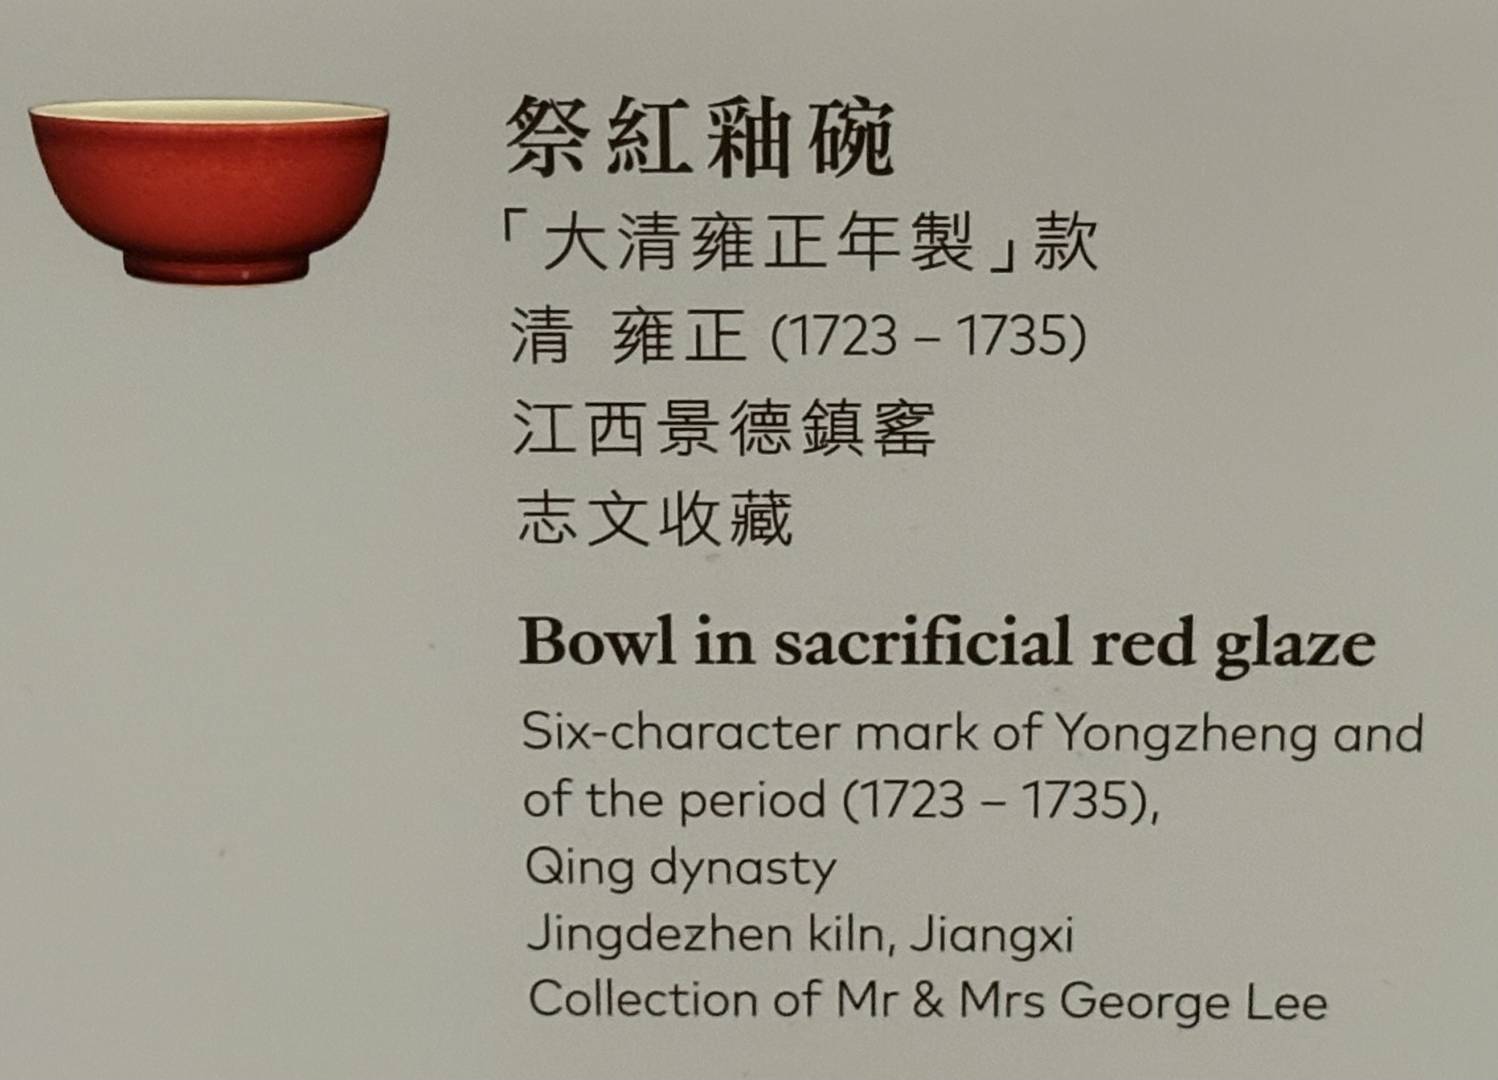 祭紅釉碗
「大清雍正年製」款
清 雍正 (1723 – 1735)
江西景德鎮窰
志文收藏
Bowl in sacrificial red glaze
Six-character mark of Yongzheng and
of the period (1723 – 1735),
Qing dynasty
Jingdezhen kiln, Jiangxi
Collection of Mr & Mrs George Lee